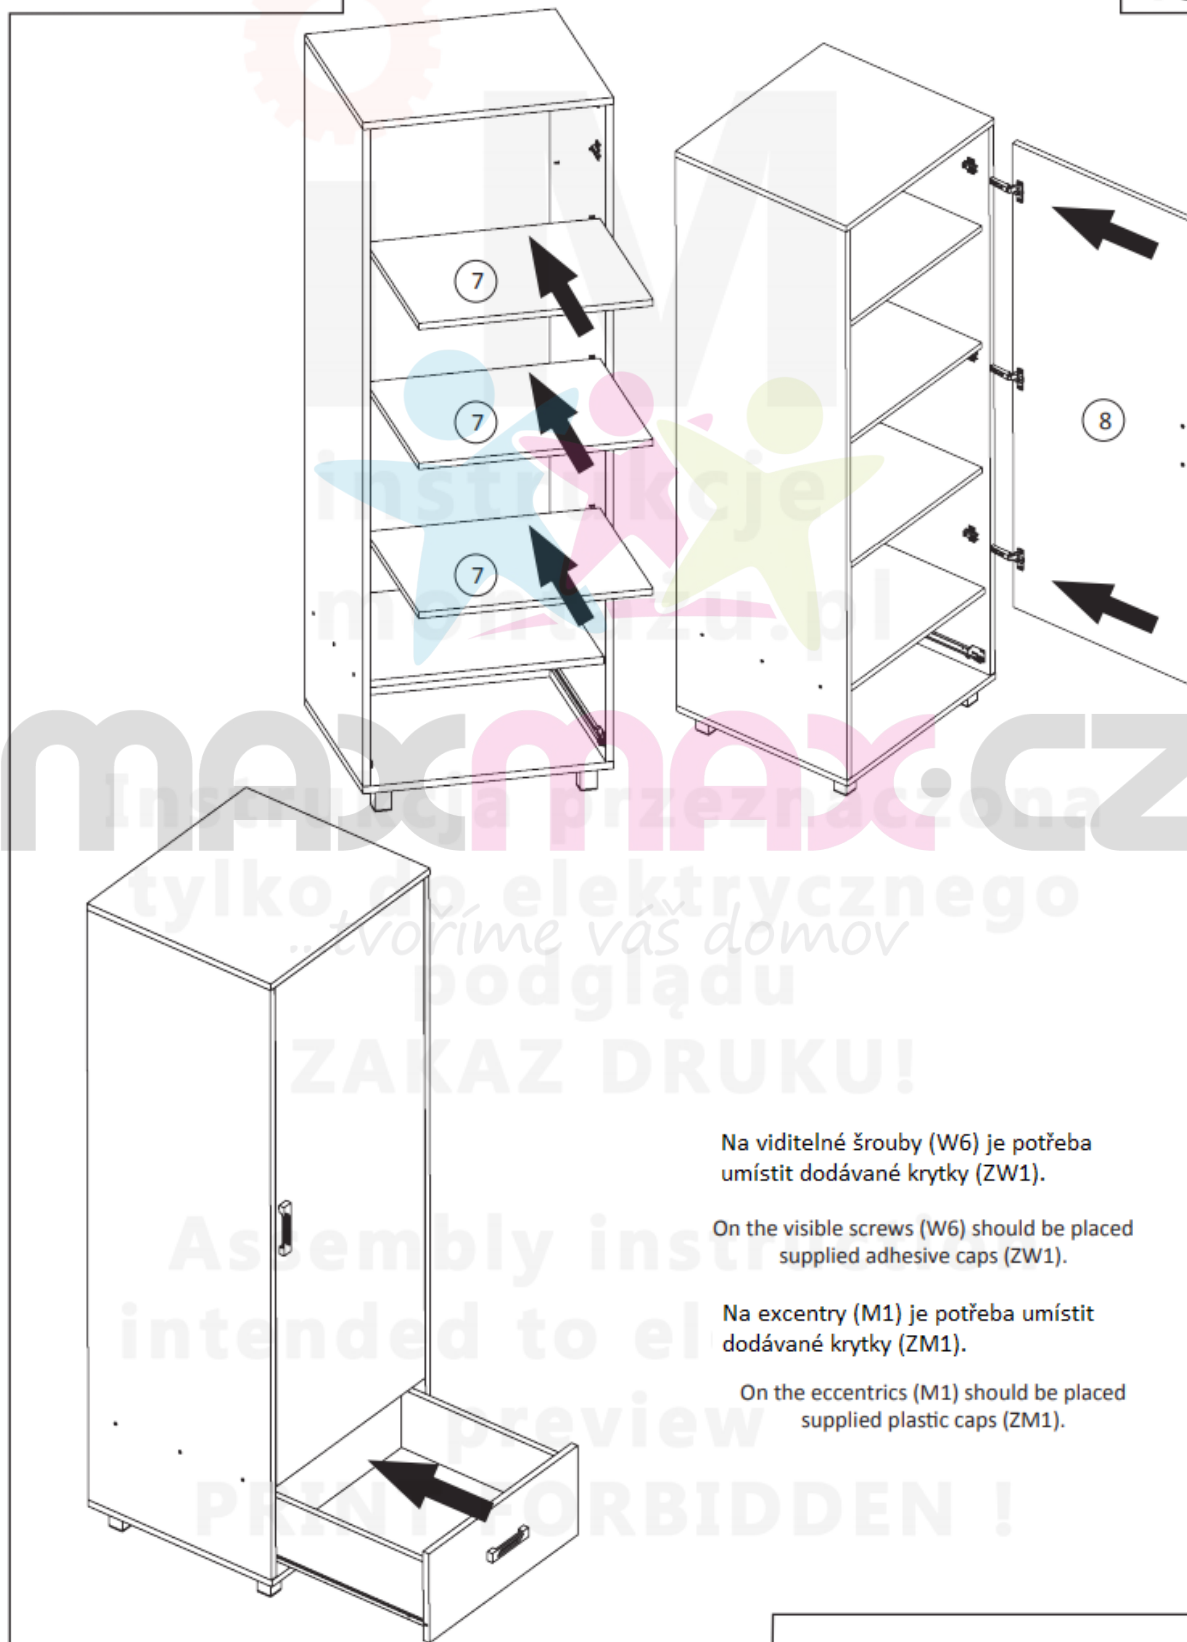 7
7
7
8
instrukcje
montażu.pl
maxmax.cz
Instrukcja przeznaczona
tylko do elektrycznego
...tvoříme váš domov
podglądu
ZAKAZ DRUKU!
Na viditelné šrouby (W6) je potřeba
umístit dodávané krytky (ZW1).
On the visible screws (W6) should be placed
supplied adhesive caps (ZW1).
Na excentry (M1) je potřeba umístit
dodávané krytky (ZM1).
On the eccentrics (M1) should be placed
supplied plastic caps (ZM1).
Assembly instruction
intended to el
preview
PRINT FORBIDDEN !